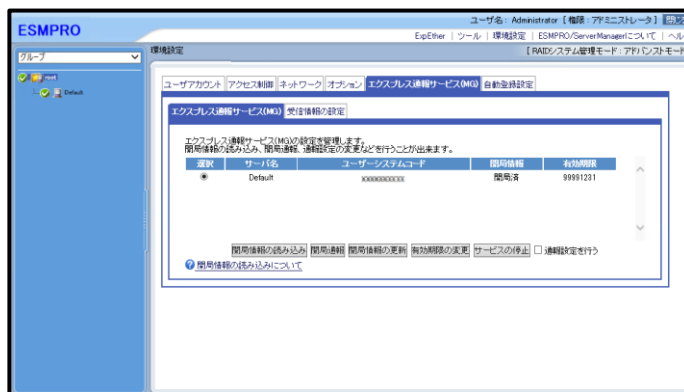 ESMPRO
ユーザ名: Administrator [ 権限: アドミニストレータ ]
ExpEther | ツール | 環境設定 | ESMPRO/ServerManagerについて | ヘル
グループ
環境設定
[ RAIDシステム管理モード: アドバンストモード
root
Default
ユーザアカウント アクセス制御 ネットワーク オプション エクスプレス通報サービス(MG) 自動登録設定
エクスプレス通報サービス(MG) 受信情報の設定
エクスプレス通報サービス(MG)の設定を管理します。
開局情報の読み込み、開局通報、通報設定の変更などを行うことが出来ます。
選択 サーバ名 ユーザーシステムコード 開局情報 有効期限
Default xxxxxxxxxxx 開局済 99991231
開局情報の読み込み 開局通報 開局情報の更新 有効期限の変更 サービスの停止 通報設定を行う
開局情報の読み込みについて